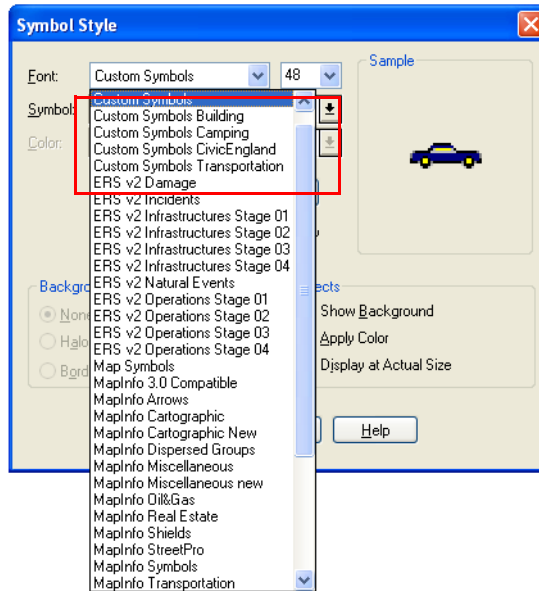 Symbol Style
Font: Custom Symbols 48 Sample
Symbol: Custom Symbols
Custom Symbols Building
Color: Custom Symbols Camping
Custom Symbols CivicEngland
Custom Symbols Transportation
ERS v2 Damage
ERS v2 Incidents
ERS v2 Infrastructures Stage 01
ERS v2 Infrastructures Stage 02
ERS v2 Infrastructures Stage 03
ERS v2 Infrastructures Stage 04
ERS v2 Natural Events
ERS v2 Operations Stage 01
ERS v2 Operations Stage 02
ERS v2 Operations Stage 03
ERS v2 Operations Stage 04
Map Symbols
MapInfo 3.0 Compatible
MapInfo Arrows
MapInfo Cartographic
MapInfo Cartographic New
MapInfo Dispersed Groups
MapInfo Miscellaneous
MapInfo Miscellaneous new
MapInfo Oil&Gas
MapInfo Real Estate
MapInfo Shields
MapInfo StreetPro
MapInfo Symbols
MapInfo Transportation
Show Background
Apply Color
Display at Actual Size
Help